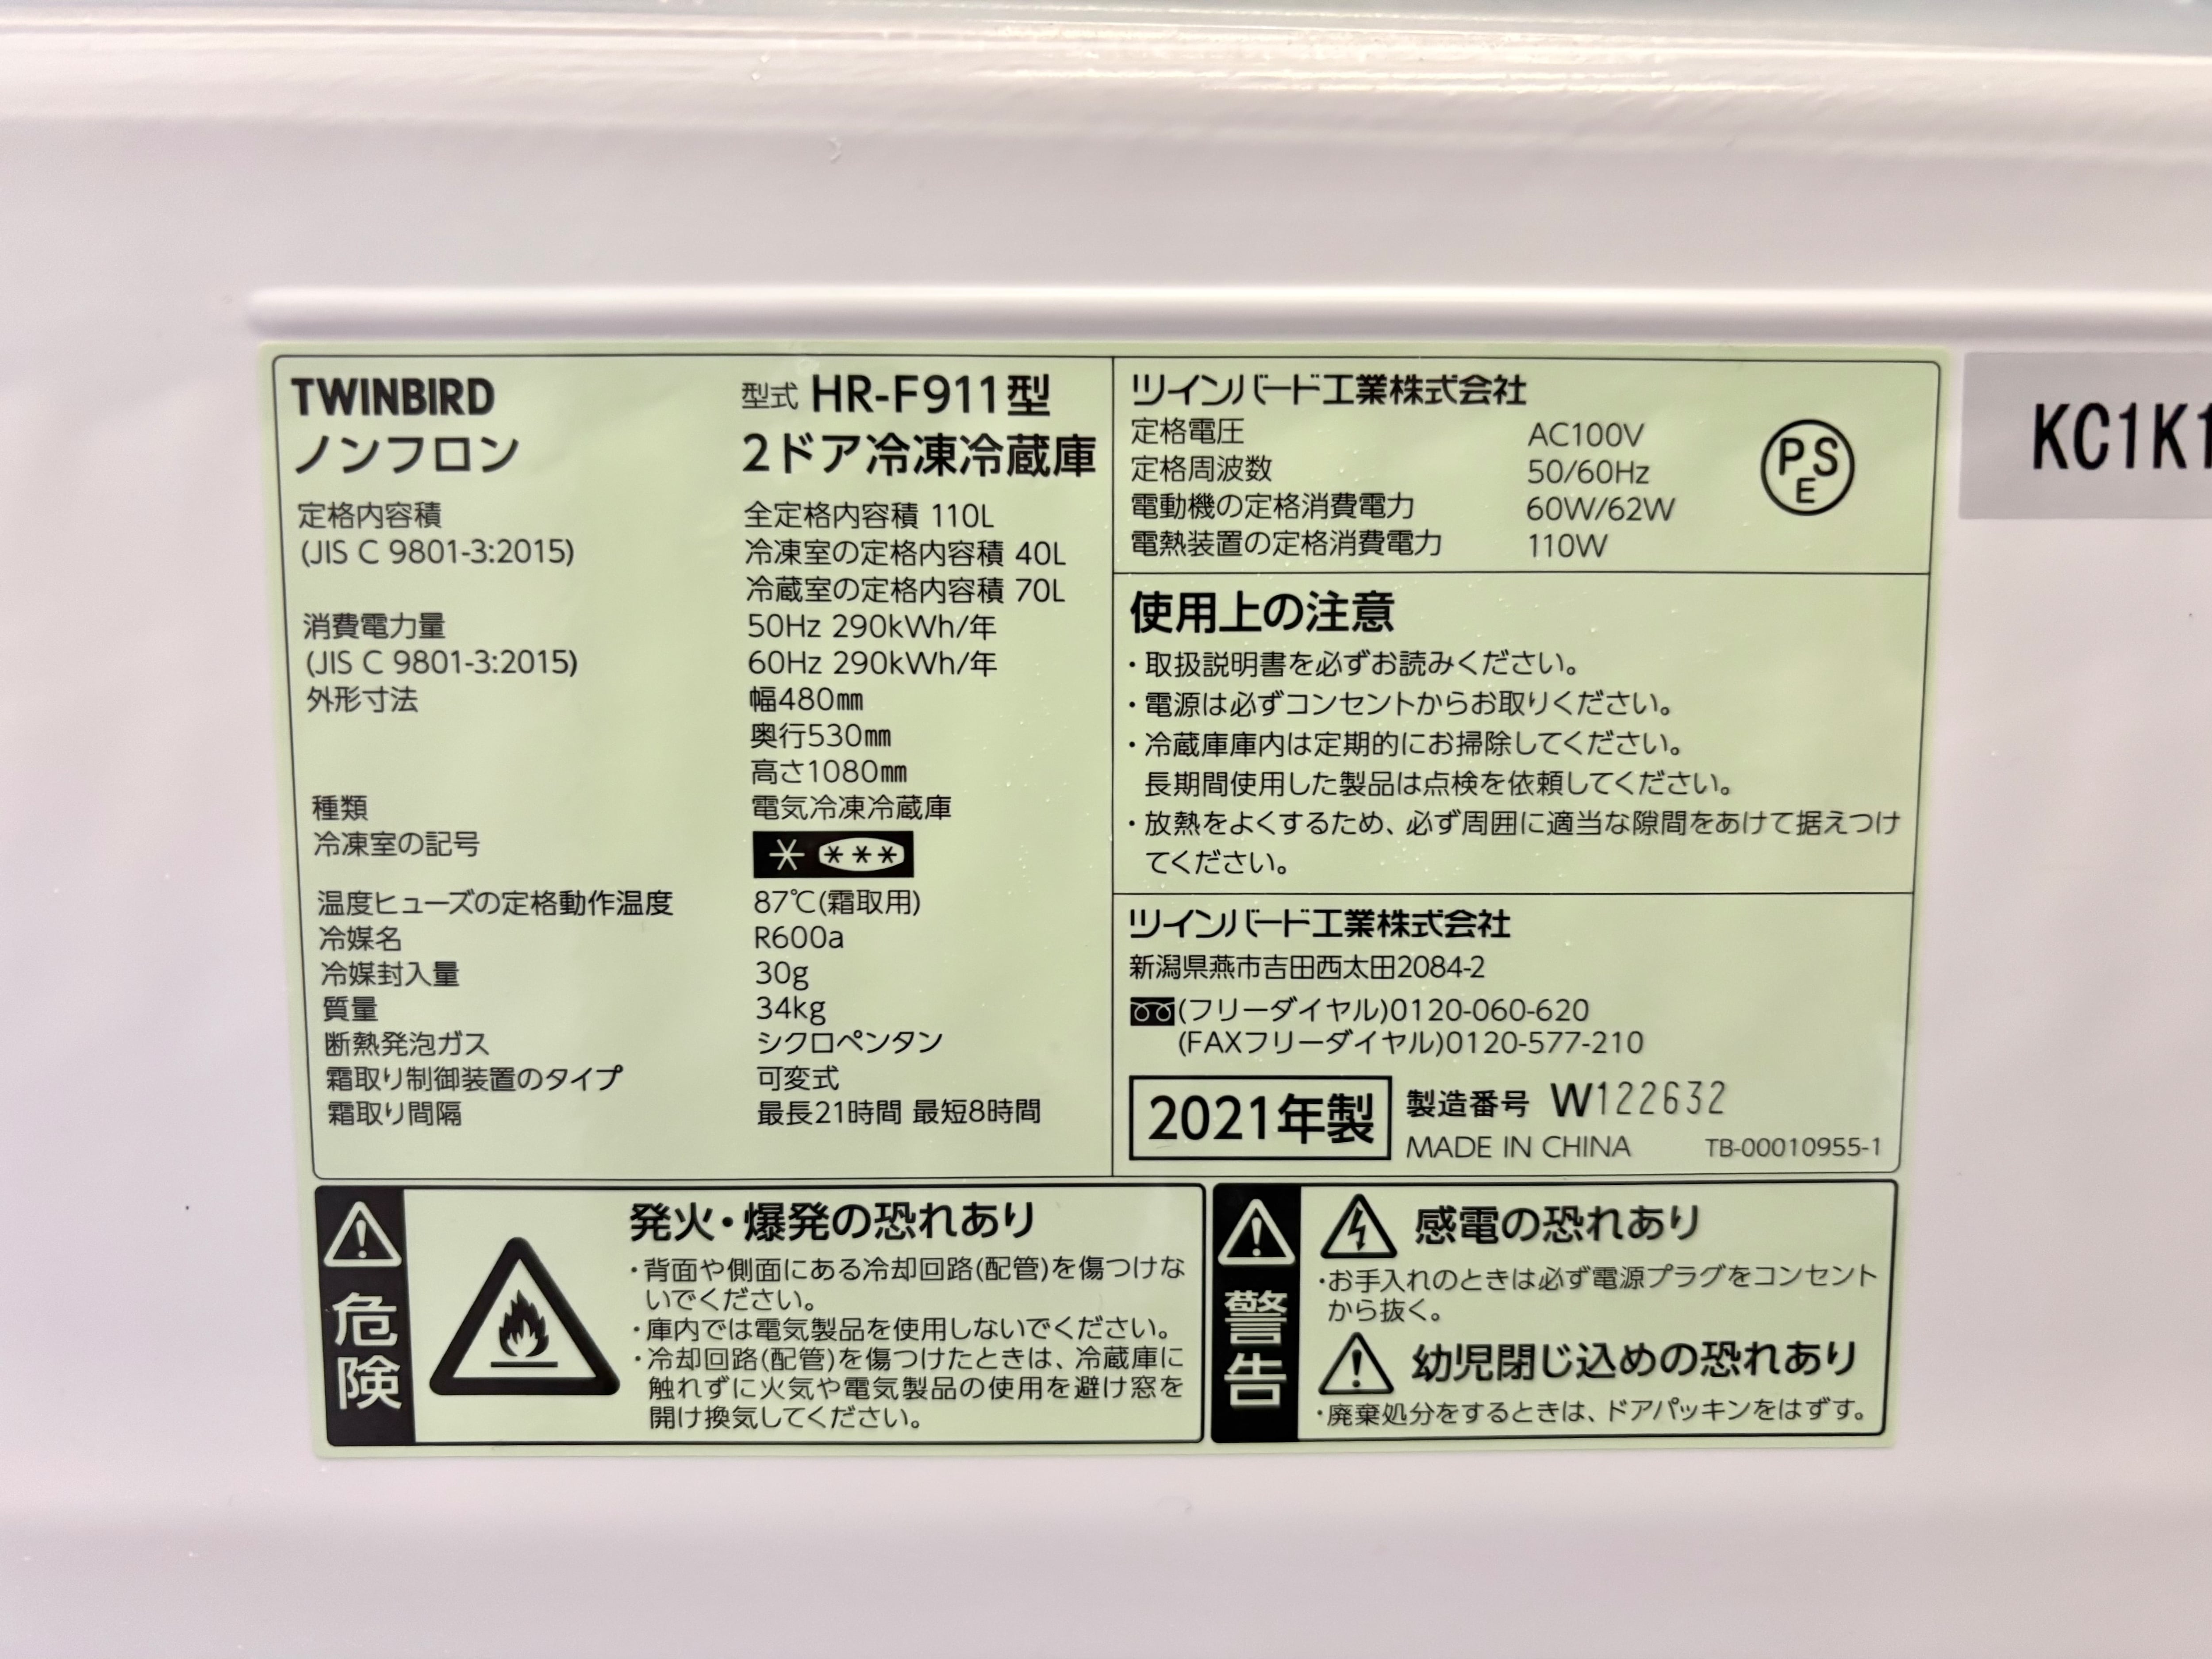 TWINBIRD
ノンフロン
型式 HR-F911型
2ドア冷凍冷蔵庫
定格内容積 全定格内容積 110L
(JIS C 9801-3:2015) 冷凍室の定格内容積 40L
冷蔵室の定格内容積 70L
消費電力量 50Hz 290kWh/年
(JIS C 9801-3:2015) 60Hz 290kWh/年
外形寸法 幅480㎜
奥行530㎜
高さ1080㎜
種類 電気冷凍冷蔵庫
冷凍室の記号 * ***
温度ヒューズの定格動作温度 87℃(霜取用)
冷媒名 R600a
冷媒封入量 30g
質量 34kg
断熱発泡ガス シクロペンタン
霜取り制御装置のタイプ 可変式
霜取り間隔 最長21時間 最短8時間
ツインバード工業株式会社
定格電圧 AC100V
定格周波数 50/60Hz
電動機の定格消費電力 60W/62W
電熱装置の定格消費電力 110W
PSE
使用上の注意
・取扱説明書を必ずお読みください。
・電源は必ずコンセントからお取りください。
・冷蔵庫庫内は定期的にお掃除してください。
長期間使用した製品は点検を依頼してください。
・放熱をよくするため、必ず周囲に適当な隙間をあけて据えつけ
てください。
ツインバード工業株式会社
新潟県燕市吉田西太田2084-2
(フリーダイヤル)0120-060-620
(FAXフリーダイヤル)0120-577-210
2021年製 製造番号 W122632
MADE IN CHINA TB-00010955-1
危険
発火・爆発の恐れあり
・背面や側面にある冷却回路(配管)を傷つけな
いでください。
・庫内では電気製品を使用しないでください。
・冷却回路(配管)を傷つけたときは、冷蔵庫に
触れずに火気や電気製品の使用を避け窓を
開け換気してください。
警告
感電の恐れあり
・お手入れのときは必ず電源プラグをコンセント
から抜く。
幼児閉じ込めの恐れあり
・廃棄処分をするときは、ドアパッキンをはずす。
KC1K1